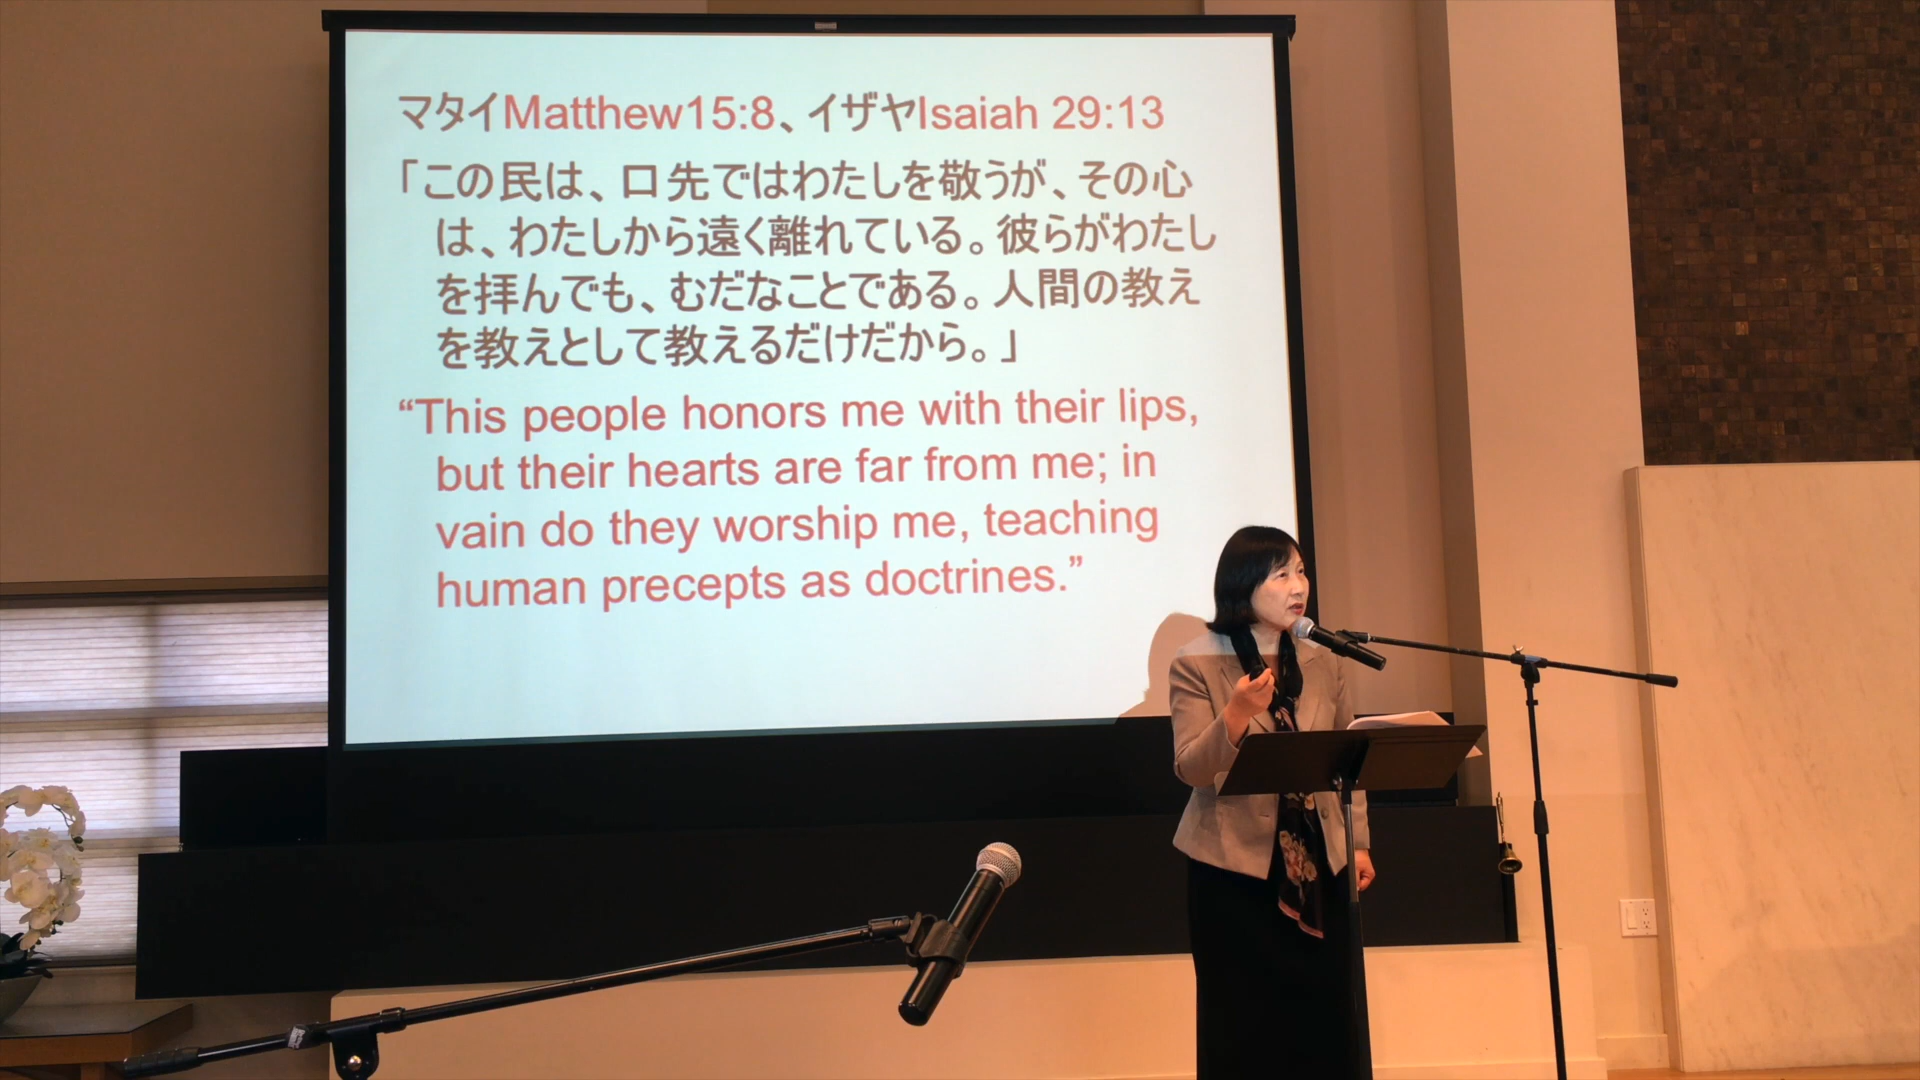 マタイMatthew15:8、イザヤIsaiah 29:13
「この民は、口先ではわたしを敬うが、その心
は、わたしから遠く離れている。彼らがわたし
を拝んでも、むだなことである。人間の教え
を教えとして教えるだけだから。」
“This people honors me with their lips,
but their hearts are far from me; in
vain do they worship me, teaching
human precepts as doctrines.”